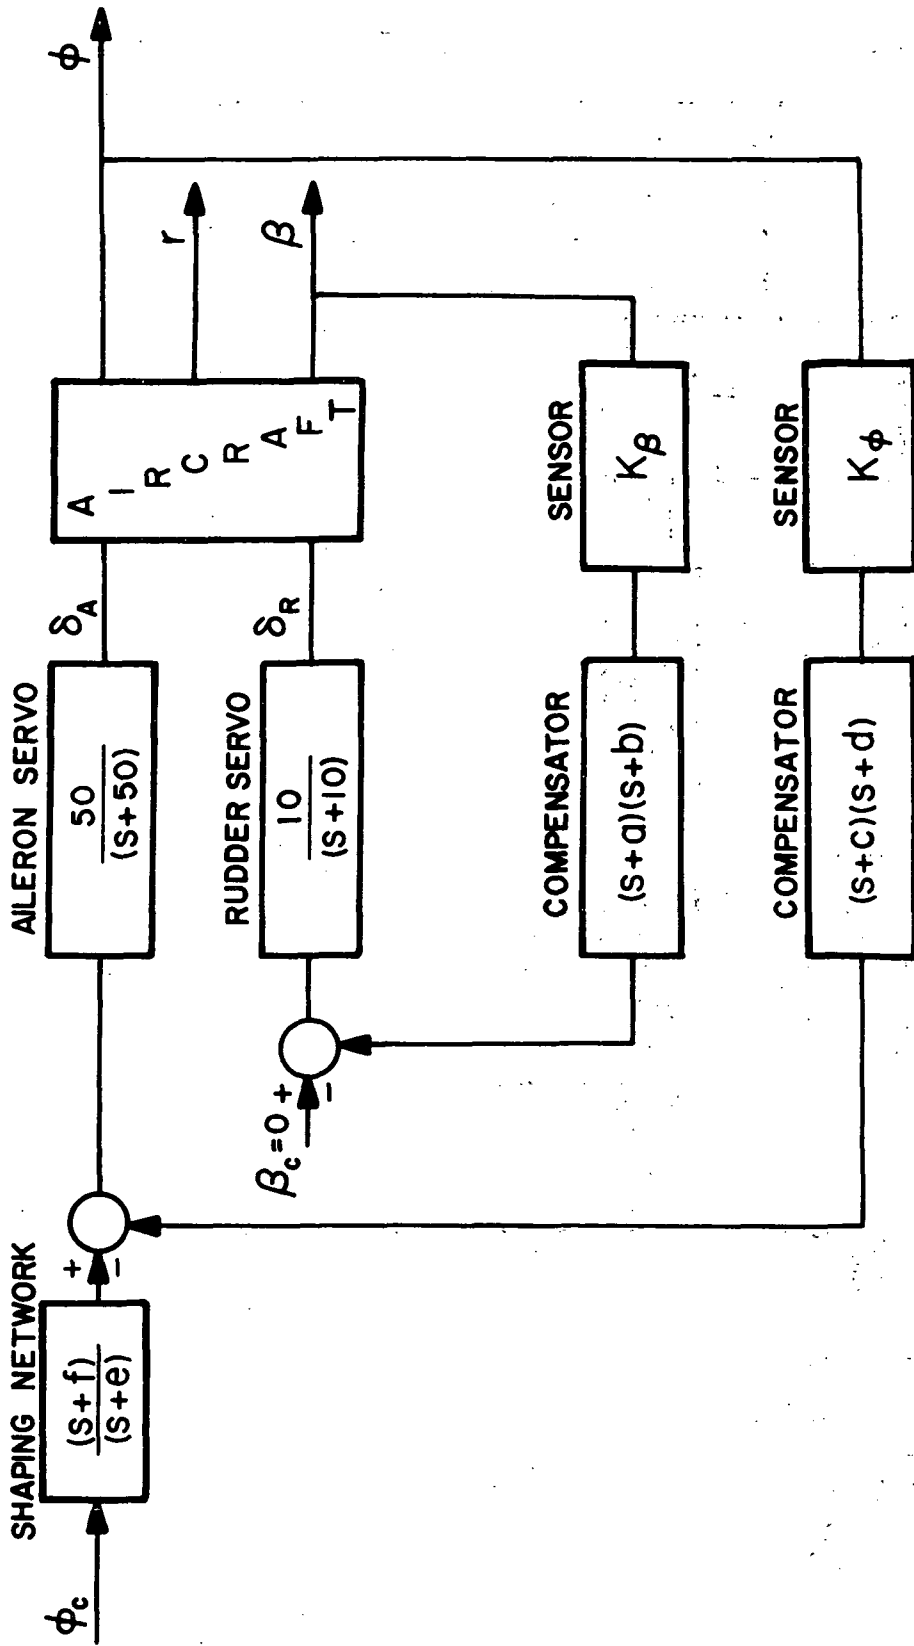 ϕc
SHAPING NETWORK
(s+f)
(s+e)
+
−
AILERON SERVO
50
(s+50)
δA
AIRCRAFT
ϕ
r
β
βc=0
+
−
RUDDER SERVO
10
(s+10)
δR
COMPENSATOR
(s+a)(s+b)
SENSOR
Kβ
COMPENSATOR
(s+c)(s+d)
SENSOR
Kϕ